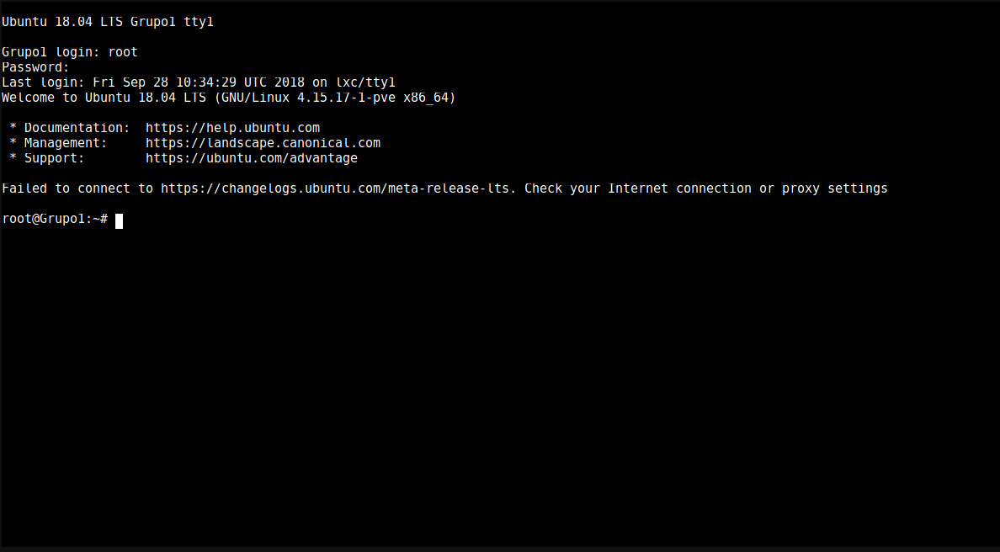 Ubuntu 18.04 LTS Grupo1 tty1
Grupo1 login: root
Password:
Last login: Fri Sep 28 10:34:29 UTC 2018 on lxc/tty1
Welcome to Ubuntu 18.04 LTS (GNU/Linux 4.15.17-1-pve x86_64)
* Documentation:  https://help.ubuntu.com
* Management:     https://landscape.canonical.com
* Support:        https://ubuntu.com/advantage
Failed to connect to https://changelogs.ubuntu.com/meta-release-lts. Check your Internet connection or proxy settings
root@Grupo1:~#